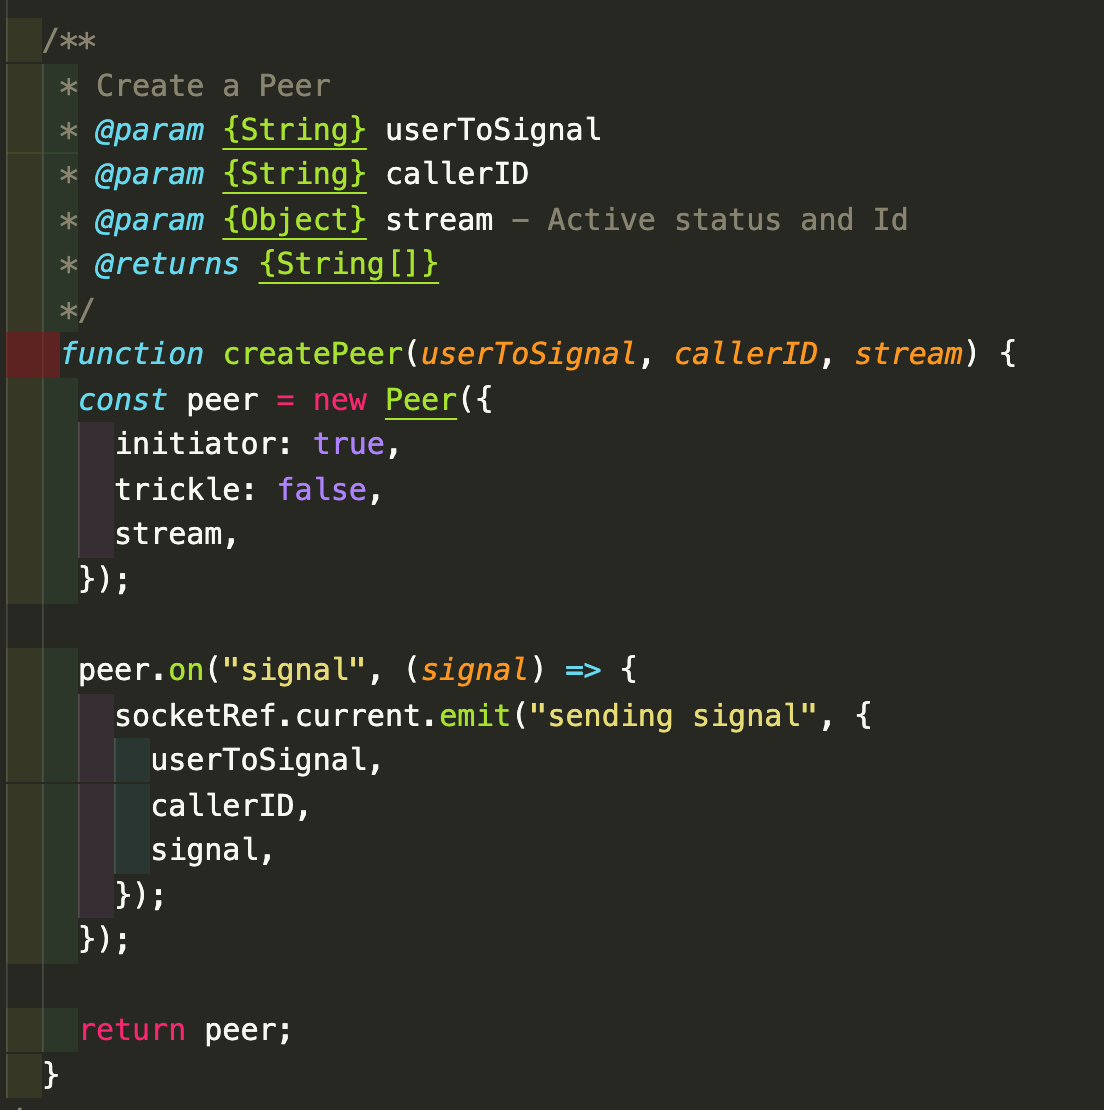 /**
* Create a Peer
* @param {String} userToSignal
* @param {String} callerID
* @param {Object} stream – Active status and Id
* @returns {String[]}
*/
function createPeer(userToSignal, callerID, stream) {
const peer = new Peer({
initiator: true,
trickle: false,
stream,
});
peer.on("signal", (signal) => {
socketRef.current.emit("sending signal", {
userToSignal,
callerID,
signal,
});
});
return peer;
}